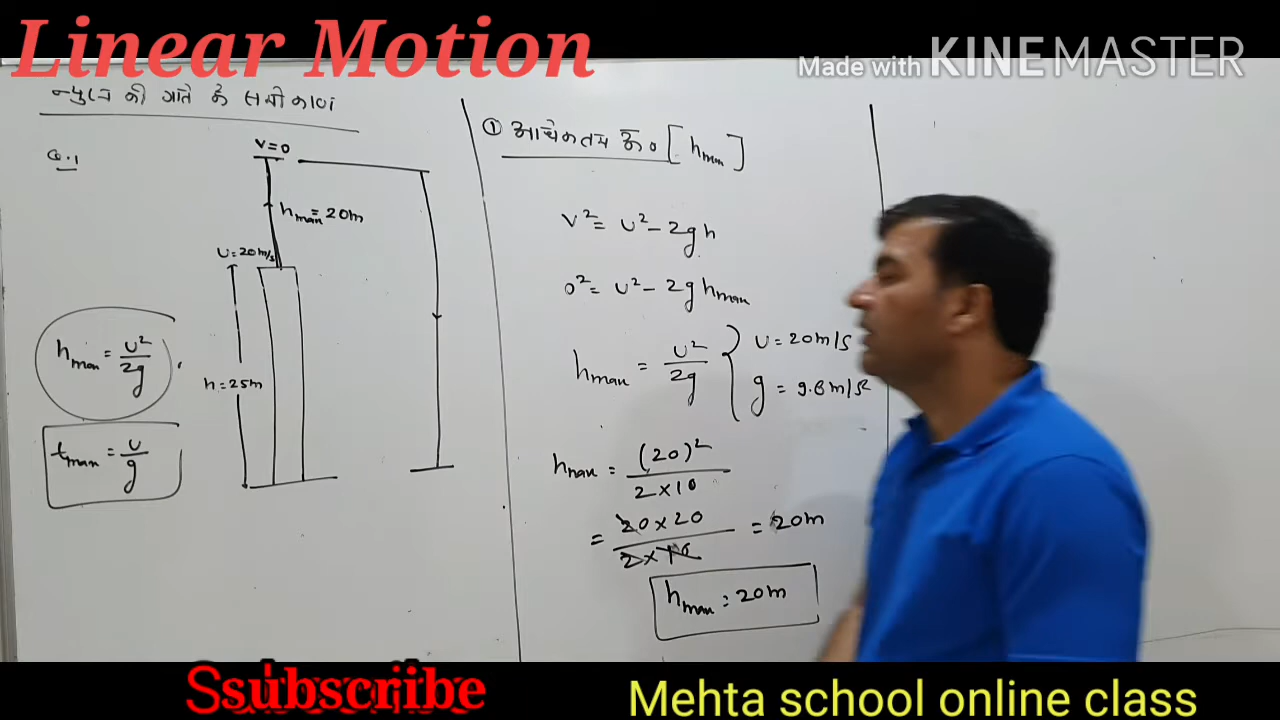 Linear Motion
Made with KINEMASTER
न्यूटन की गति के समीकरण
Q.1
V=0
hmax=20m
U=20m/s
h=25m
hmax = U²/2g
tmax = U/g
① अधिकतम ऊँ० [hmax]
V² = U² - 2gh
0² = U² - 2ghmax
hmax = U²/2g } U = 20m/s
g = 9.8m/s²
hmax = (20)²/2×10
= 20×20/2×10 = 20m
hmax = 20m
Ssubscribe
Mehta school online class